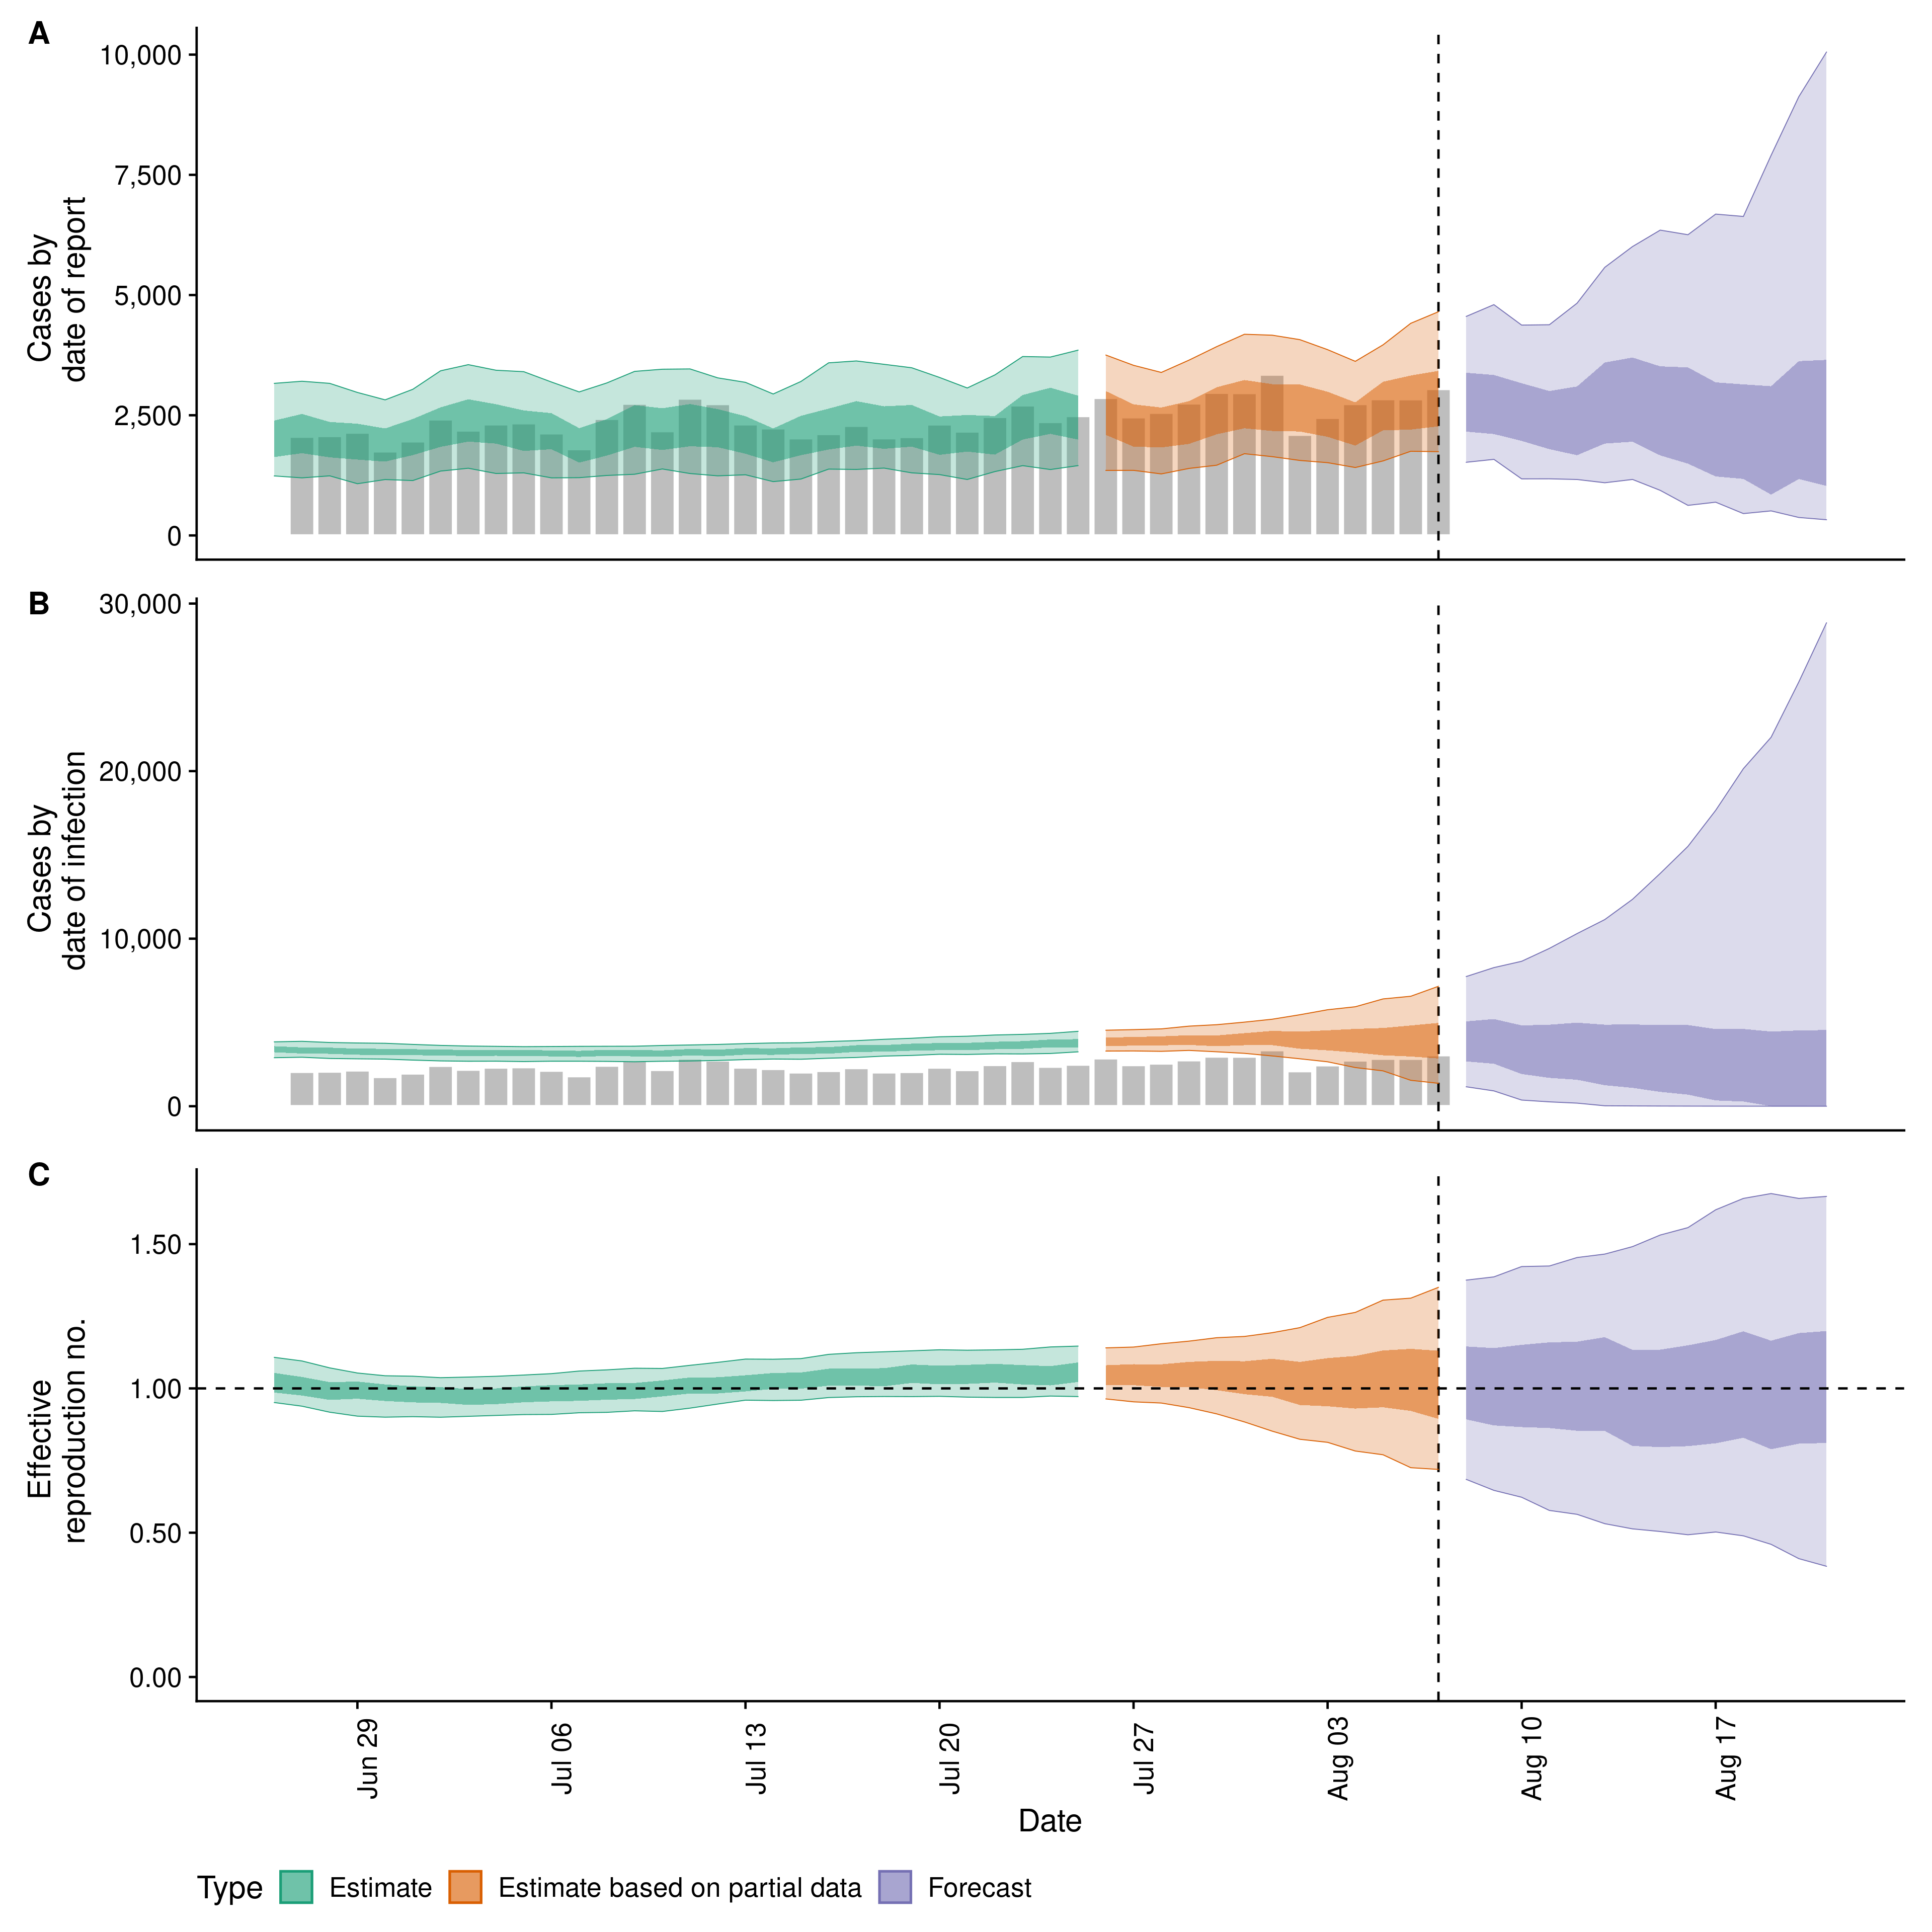 A
10,000
7,500
5,000
2,500
0
Cases by
date of report
B
30,000
20,000
10,000
0
Cases by
date of infection
C
1.50
1.00
0.50
0.00
Effective
reproduction no.
Jun 29
Jul 06
Jul 13
Jul 20
Jul 27
Aug 03
Aug 10
Aug 17
Date
Type Estimate Estimate based on partial data Forecast